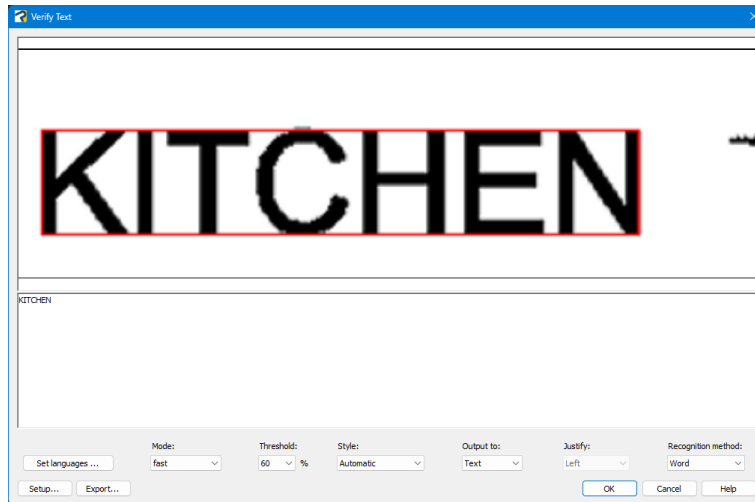 Verify Text
KITCHEN
KITCHEN
Mode:
Threshold:
Style:
Output to:
Justify:
Recognition method:
Set languages ...
fast
60
%
Automatic
Text
Left
Word
Setup...
Export...
OK
Cancel
Help